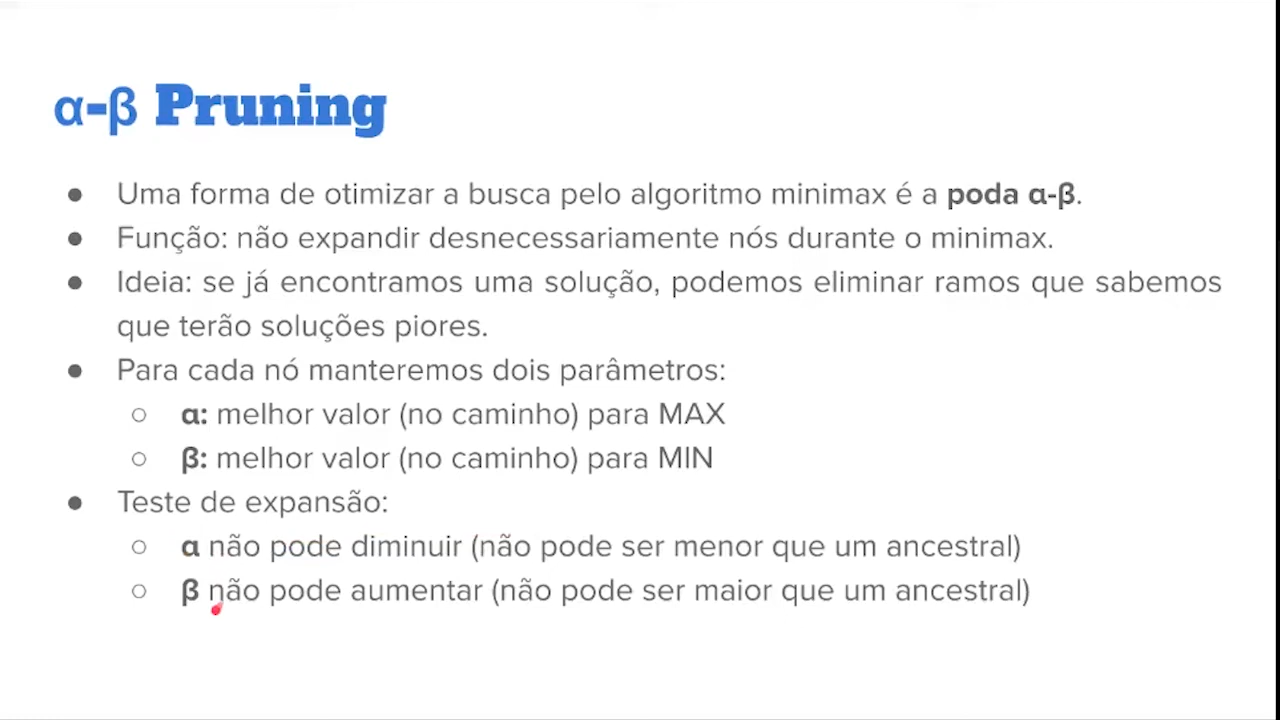 α-β Pruning
● Uma forma de otimizar a busca pelo algoritmo minimax é a poda α-β.
● Função: não expandir desnecessariamente nós durante o minimax.
● Ideia: se já encontramos uma solução, podemos eliminar ramos que sabemos
que terão soluções piores.
● Para cada nó manteremos dois parâmetros:
○ α: melhor valor (no caminho) para MAX
○ β: melhor valor (no caminho) para MIN
● Teste de expansão:
○ α não pode diminuir (não pode ser menor que um ancestral)
○ β não pode aumentar (não pode ser maior que um ancestral)